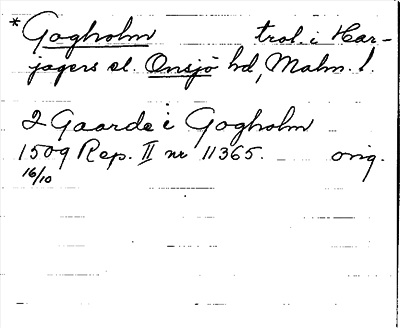 *Gogholm trol. i Har-
jagers el. Onsjö hd, Malm. l.
2 Gaarde i Gogholm
1509 Rep. II nr 11365. orig.
16/10